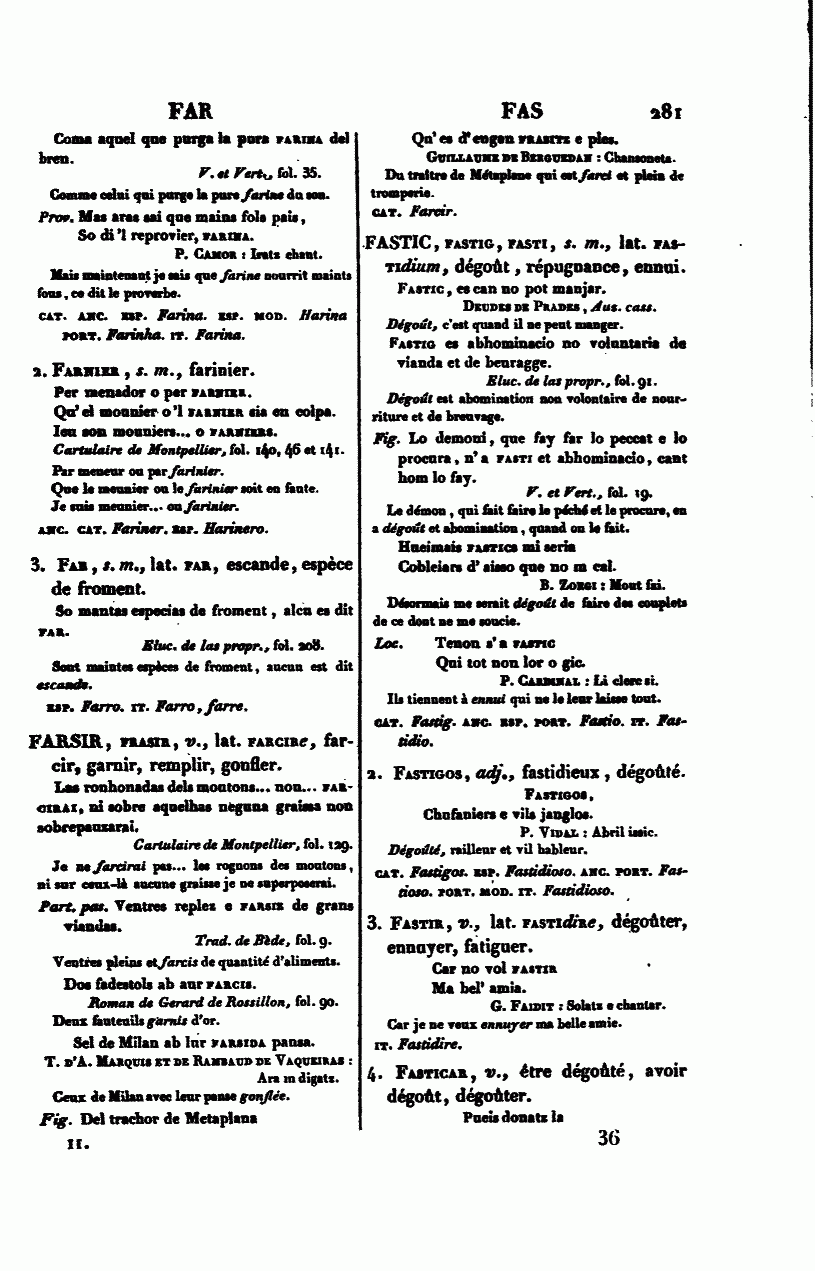 FAR
FAS
281
Coma aquel que purga la pura FARINA del
bren.
V. et Vert., fol. 35.
Comme celui qui purge la pure farine du son.
Prov. Mas aras sai que mains fols pais,
So di 'l reprovier, FARINA.
P. CAMOR : Iratz chant.
Mais maintenant je sais que farine nourrit maints
fous, ce dit le proverbe.
CAT. ANC. ESP. Farina. ESP. MOD. Harina
PORT. Farinha. IT. Farina.
2. FARNIER, s. m., farinier.
Per menador o per FARNIER.
Qu' el mounier o 'l FARNIER sia en colpa.
Ieu son mouniers... o FARNIERS.
Cartulaire de Montpellier, fol. 140, 46 et 141.
Par meneur ou par farinier.
Que le meunier ou le farinier soit en faute.
Je suis meunier... ou farinier.
ANC. CAT. Fariner. ESP. Harinero.
3. FAR, s. m., lat. FAR, escande, espèce
de froment.
So mantas especias de froment, alcu es dit
FAR.
Eluc. de las propr., fol. 208.
Sont maintes espèces de froment, aucun est dit
escande.
ESP. Farro. IT. Farro, farre.
FARSIR, FRASIR, v., lat. FARCIRe, far-
cir, garnir, remplir, gonfler.
Las ronhonadas dels moutons... non... FAR-
CIRAI, ni sobre aquelhas neguna graissa non
sobrepauzarai.
Cartulaire de Montpellier, fol. 129.
Je ne farcirai pas... les rognons des moutons,
ni sur ceux-là aucune graisse je ne superposerai.
Part. pas. Ventres replez e FARSIS de grans
viandas.
Trad. de Bède, fol. 9.
Ventres pleins et farcis de quantité d'aliments.
Dos fadestols ab aur FARCIS.
Roman de Gerard de Rossillon, fol. 90.
Deux fauteuils garnis d'or.
Sel de Milan ab lur FARSIDA pansa.
T. D'A. MARQUIS ET DE RAMBAUD DE VAQUEIRAS :
Ara m digatz.
Ceux de Milan avec leur panse gonflée.
Fig. Del trachor de Metaplana
II.
Qu' es d' engan FRASITZ e ples.
GUILLAUME DE BERGUEDAN : Chansoneta.
Du traître de Métaplane qui est farci et plein de
tromperie.
CAT. Farcir.
FASTIC, FASTIG, FASTI, s. m., lat. FAS-
TIdium, dégoût, répugnance, ennui.
FASTIC, es can no pot manjar.
DEUDES DE PRADES, Aus. cass.
Dégoût, c'est quand il ne peut manger.
FASTIG es abhominacio no voluntaria de
vianda et de beuragge.
Eluc. de las propr., fol. 91.
Dégoût est abomination non volontaire de nour-
riture et de breuvage.
Fig. Lo demoni, que fay far lo peccat e lo
procura, n' a FASTI et abhominacio, cant
hom lo fay.
V. et Vert., fol. 19.
Le démon, qui fait faire le péché et le procure, en
a dégoût et abomination, quand on le fait.
Hueimais FASTICS mi seria
Coblejars d' aisso que no m cal.
B. ZORGI : Mout fai.
Désormais me serait dégoût de faire des couplets
de ce dont ne me soucie.
Loc. Tenon s' a FASTIC
Qui tot non lor o gic.
P. CARDINAL : Li clerc si.
Ils tiennent à ennui qui ne le leur laisse tout.
CAT. Fastig. ANC. ESP. PORT. Fastio. IT. Fas-
tidio.
2. FASTIGOS, adj., fastidieux, dégoûté.
FASTIGOS,
Chufaniers e vils janglos.
P. VIDAL : Abril issic.
Dégoûté, railleur et vil hableur.
CAT. Fastigos. ESP. Fastidioso. ANC. PORT. Fas-
tioso. PORT. MOD. IT. Fastidioso.
3. FASTIR, v., lat. FASTIdiRe, dégoûter,
ennuyer, fatiguer.
Car no vol FASTIR
Ma bel' amia.
G. FAIDIT : Solatz e chantar.
Car je ne veux ennuyer ma belle amie.
IT. Fastidire.
4. FASTICAR, v., être dégoûté, avoir
dégoût, dégoûter.
Pueis donatz la
36